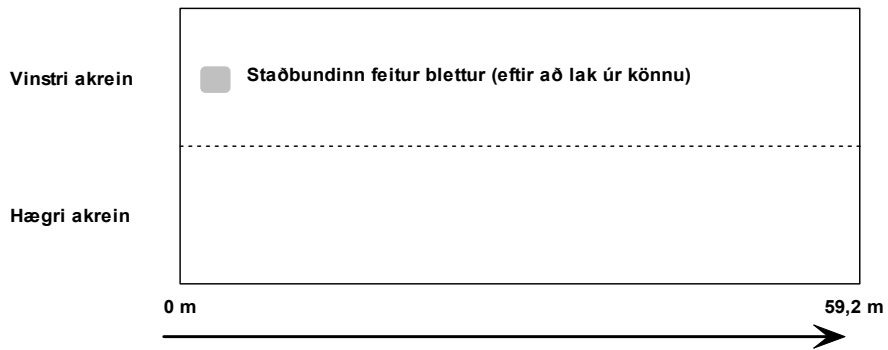 Vinstri akrein
Staðbundinn feitur blettur (eftir að lak úr könnu)
Hægri akrein
0 m
59,2 m